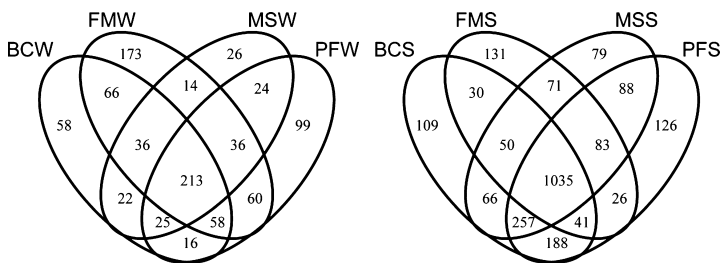 FMW MSW FMS MSS
BCW PFW BCS PFS
173 26 131 79
66 14 24 30 71 88
58 99 109 126
36 36 50 83
213 1035
22 60 66 26
25 58 257 41
16 188